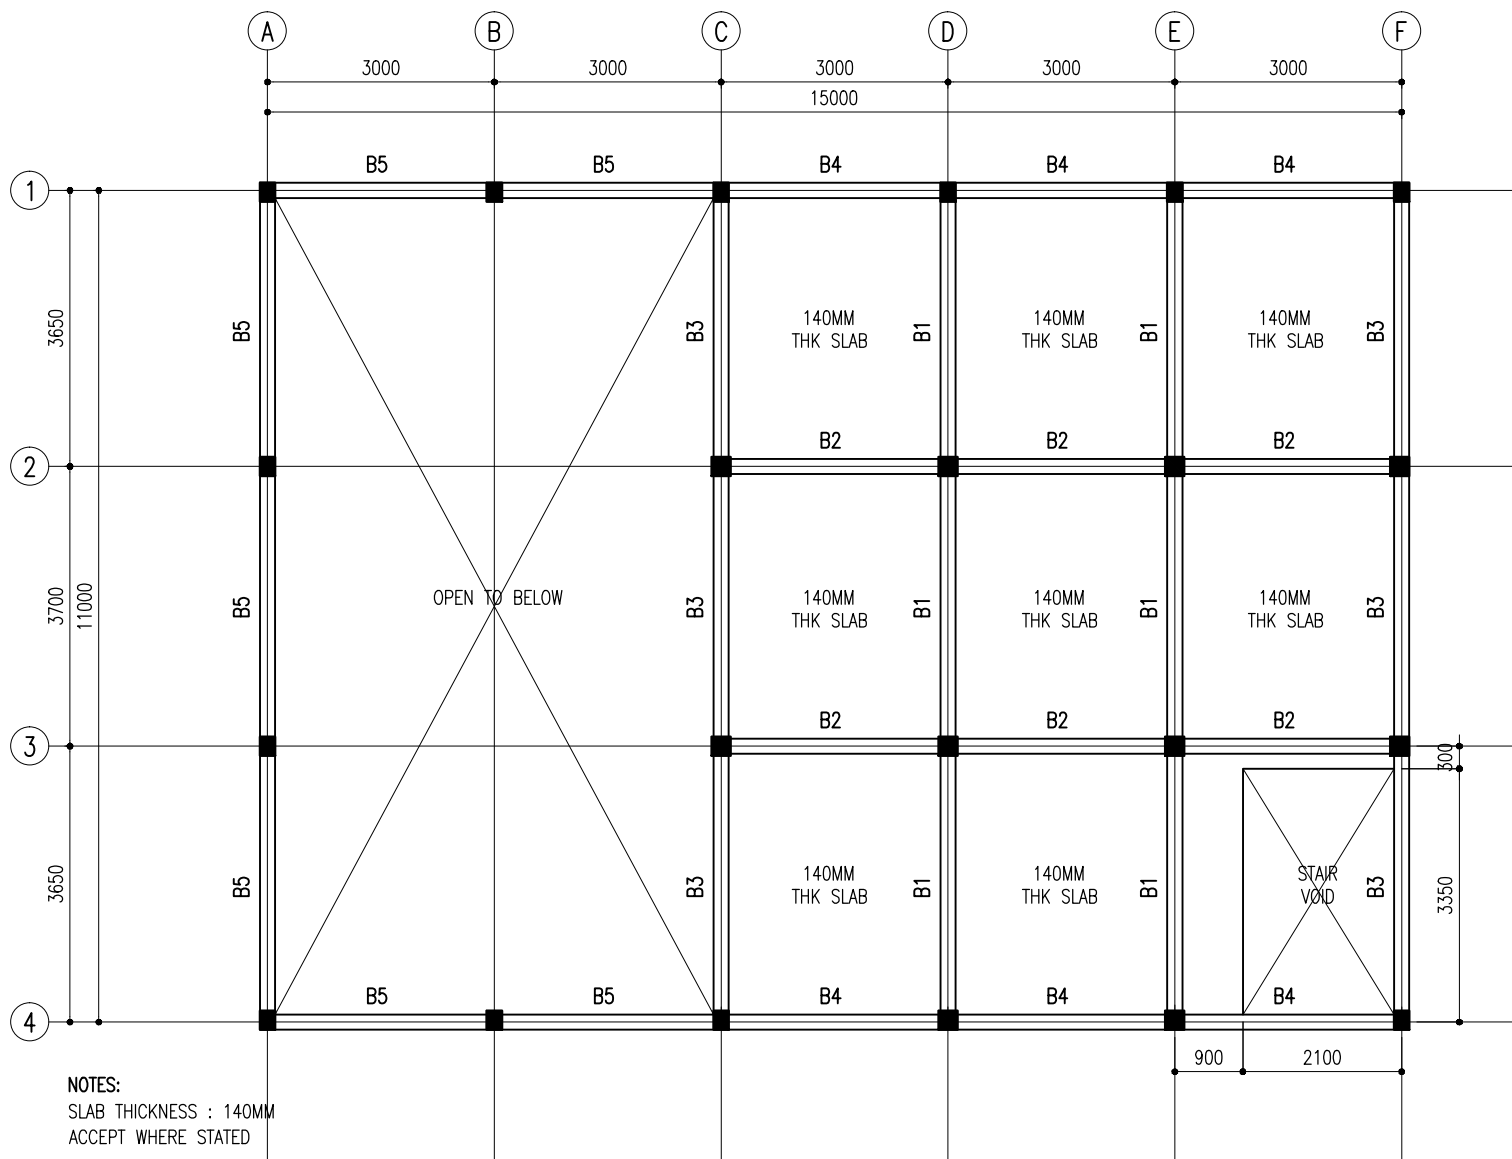 A B C D E F
3000 3000 3000 3000 3000
15000
B5 B5 B4 B4 B4
1
3650
B5 B3 B1 B1 B3
140MM 140MM 140MM
THK SLAB THK SLAB THK SLAB
B2 B2 B2
2
3700
11000
B5 B3 B1 B1 B3
OPEN TO BELOW
140MM 140MM 140MM
THK SLAB THK SLAB THK SLAB
B2 B2 B2
3
300
3650
B5 B3 B1 B1 B3
140MM 140MM STAIR
THK SLAB THK SLAB VOID
3350
B5 B5 B4 B4 B4
4
900 2100
NOTES:
SLAB THICKNESS : 140MM
ACCEPT WHERE STATED